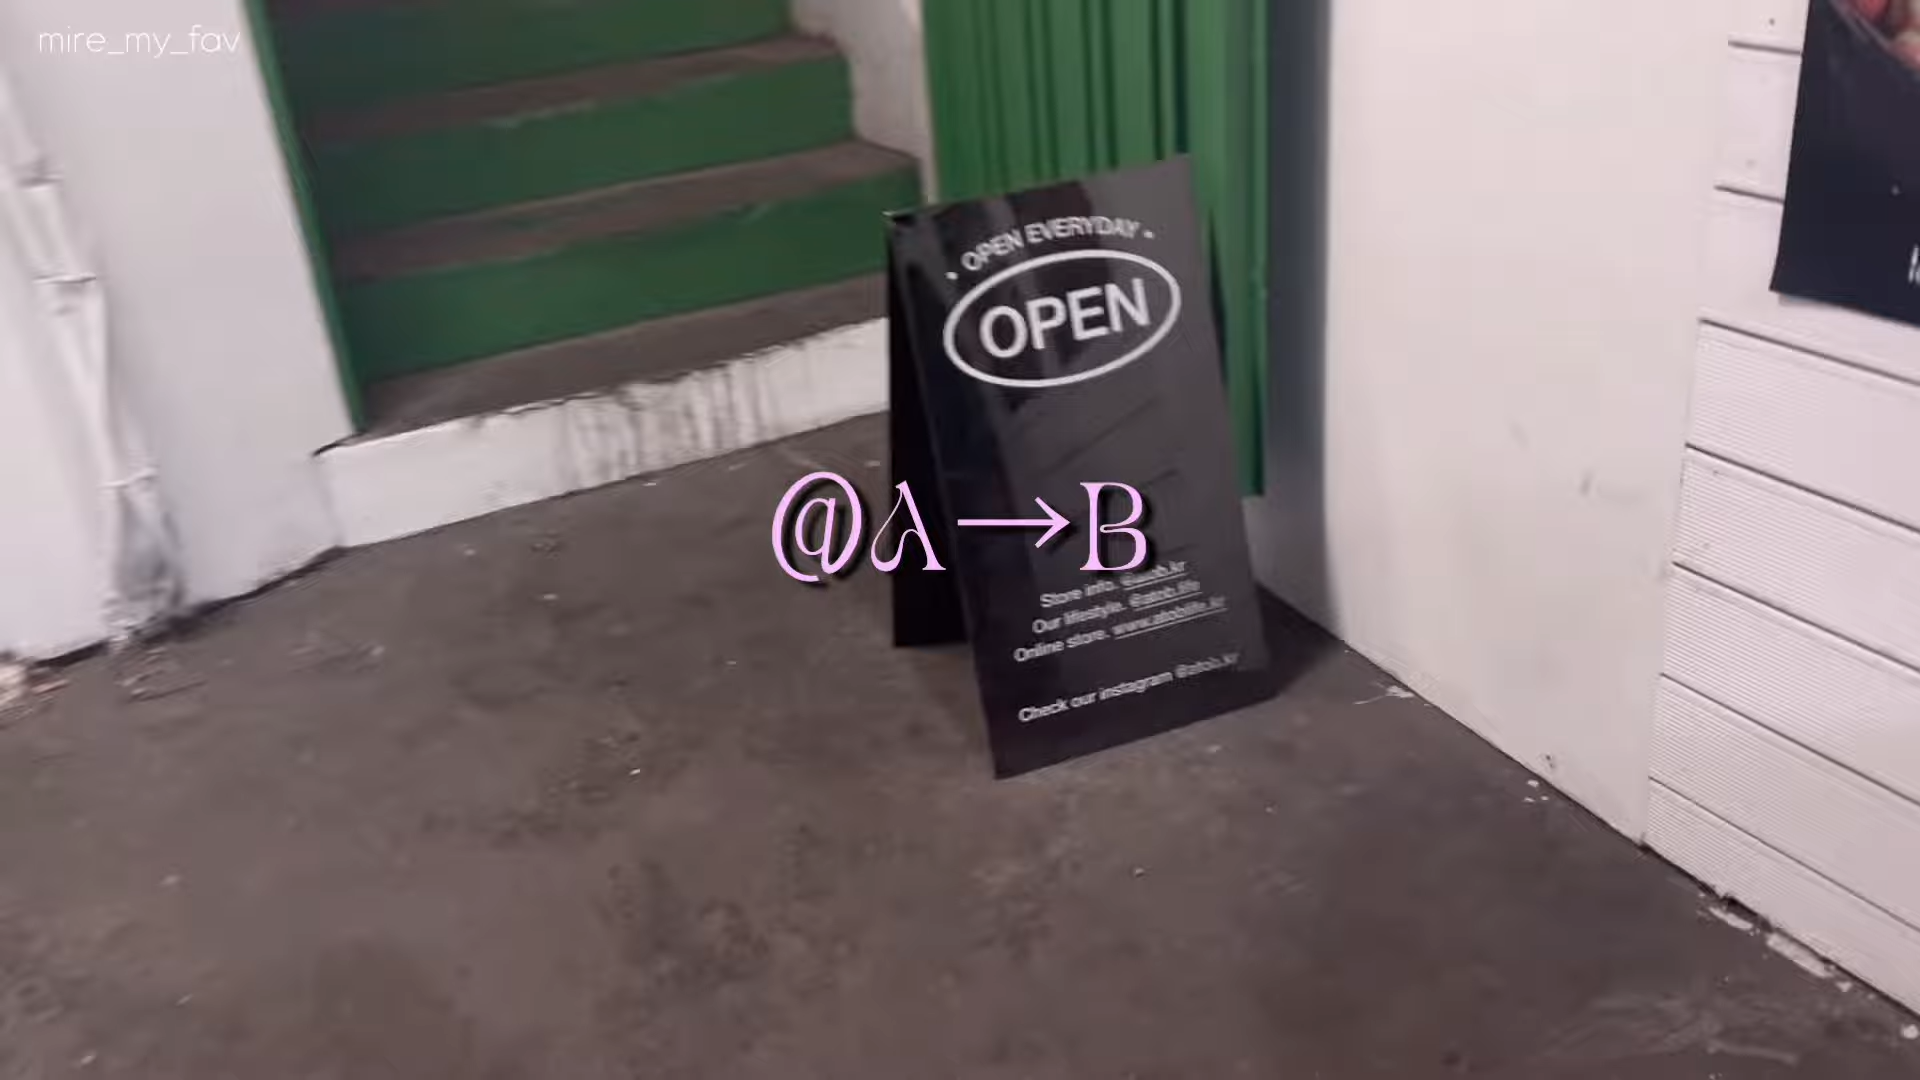 mire_my_fav
• OPEN EVERYDAY •
OPEN
@A→B
Store info. @atob.kr
Our lifestyle. @atob.life
Online store. www.atoblife.kr
Check our instagram @atob.kr